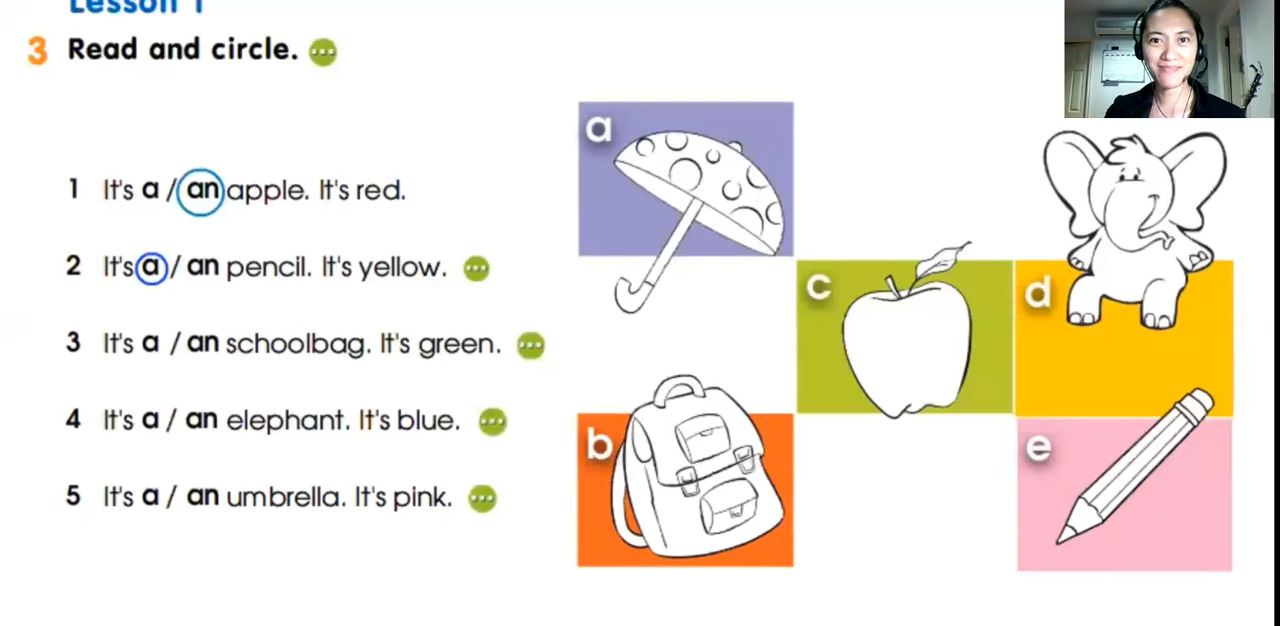 Lesson 1
3 Read and circle.
1 It's a / an apple. It's red.
2 It's a / an pencil. It's yellow.
3 It's a / an schoolbag. It's green.
4 It's a / an elephant. It's blue.
5 It's a / an umbrella. It's pink.
a
c
d
b
e